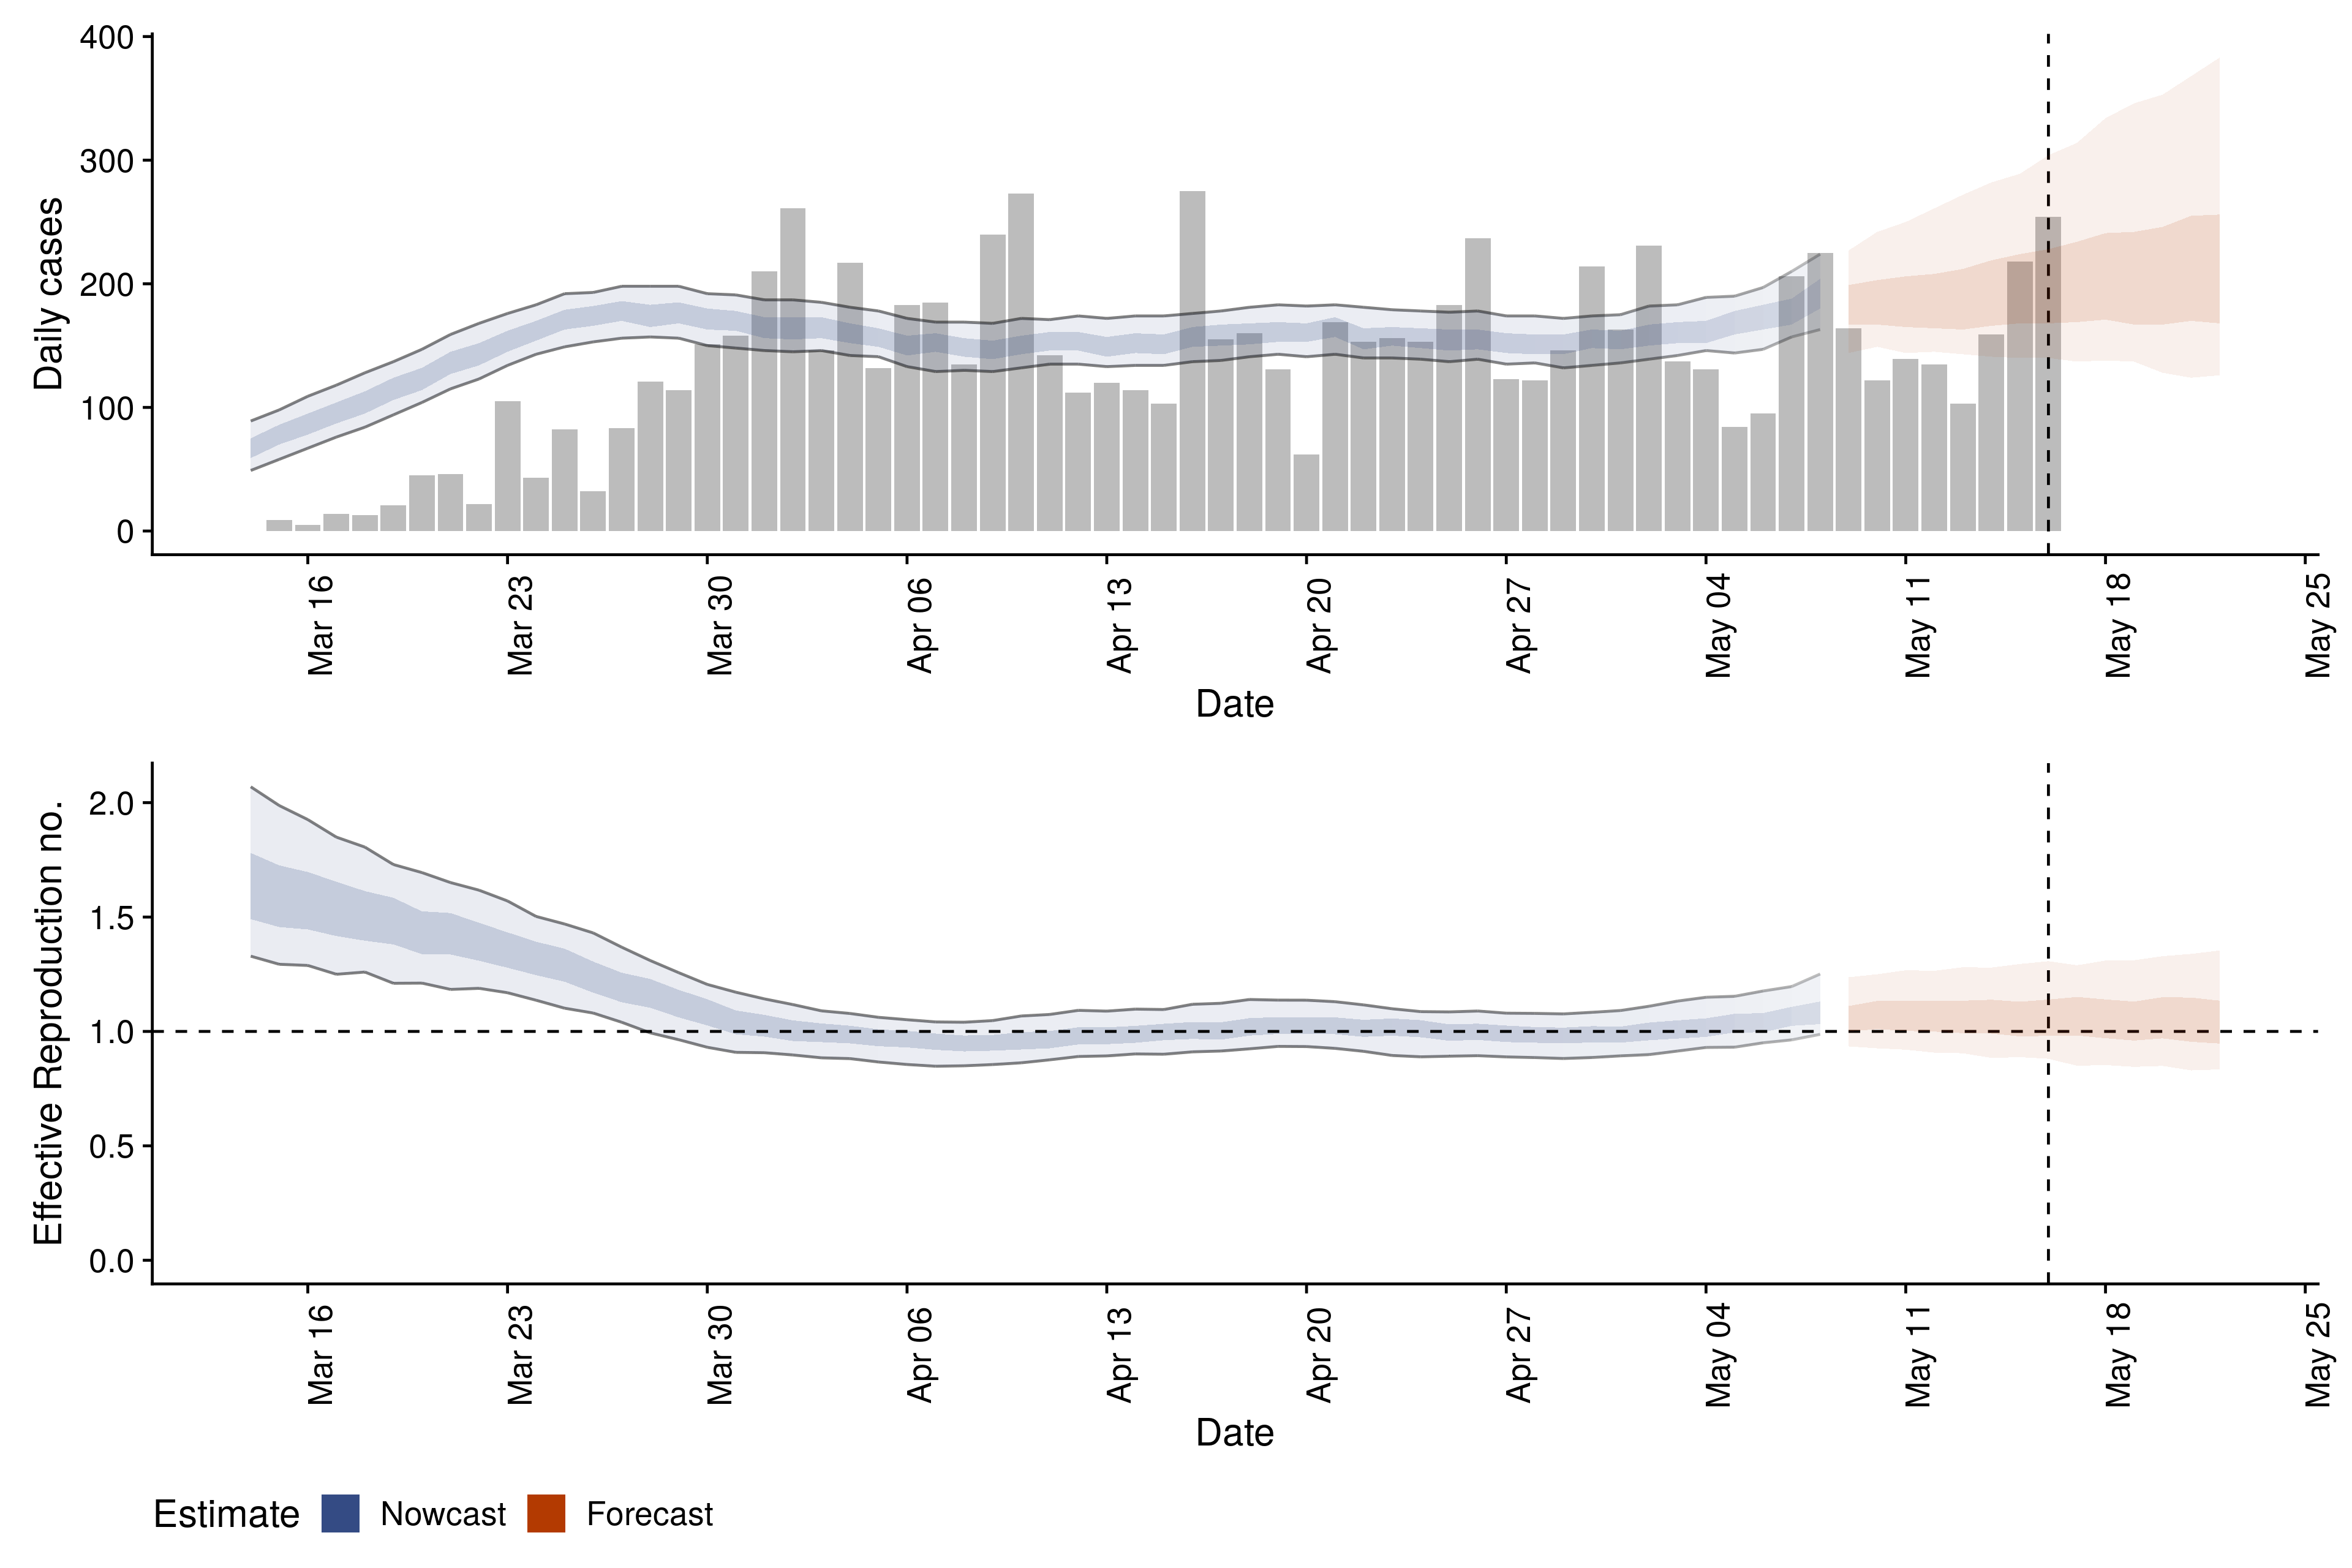 400
300
200
100
0
Daily cases
Mar 16
Mar 23
Mar 30
Apr 06
Apr 13
Apr 20
Apr 27
May 04
May 11
May 18
May 25
Date
2.0
1.5
1.0
0.5
0.0
Effective Reproduction no.
Mar 16
Mar 23
Mar 30
Apr 06
Apr 13
Apr 20
Apr 27
May 04
May 11
May 18
May 25
Date
Estimate Nowcast Forecast